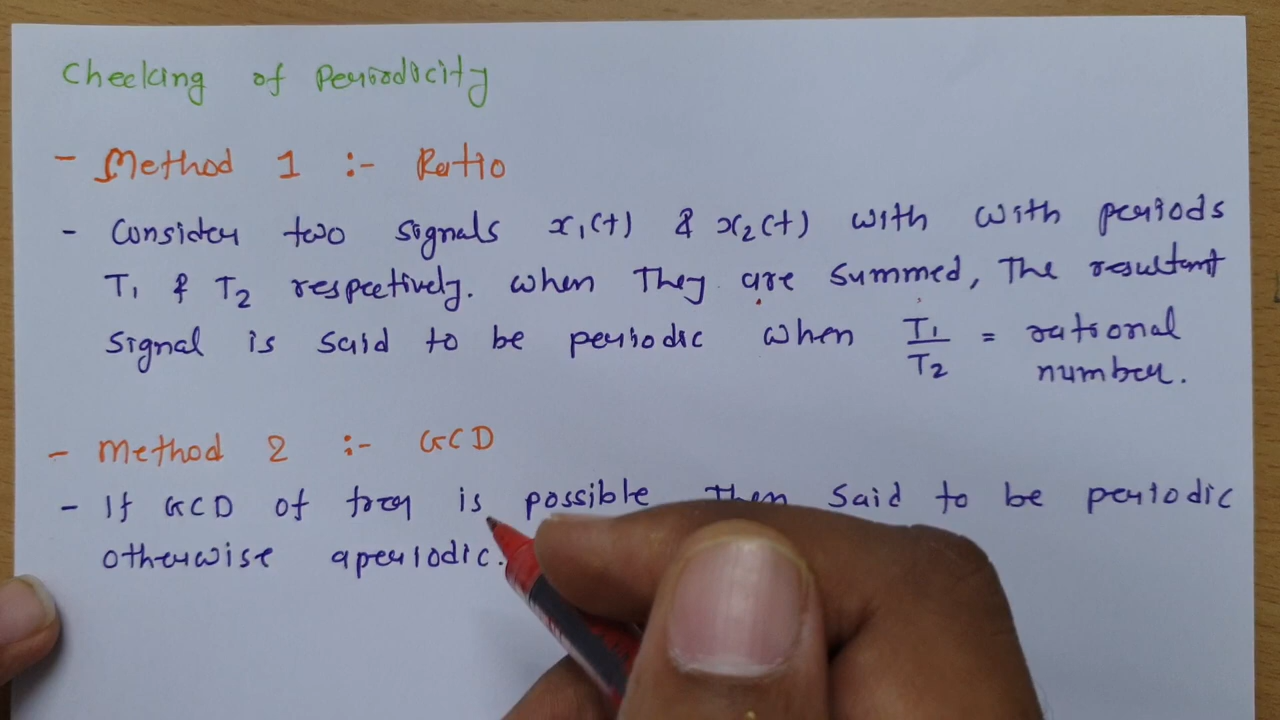 Checking of Periodicity
- Method 1 :- Ratio
- Consider two signals x₁(t) & x₂(t) with with periods
T₁ & T₂ respectively. when They are summed, The resultant
signal is said to be periodic when T₁/T₂ = rational number.
- Method 2 :- GCD
- If GCD of freq is possible then said to be periodic
otherwise aperiodic.